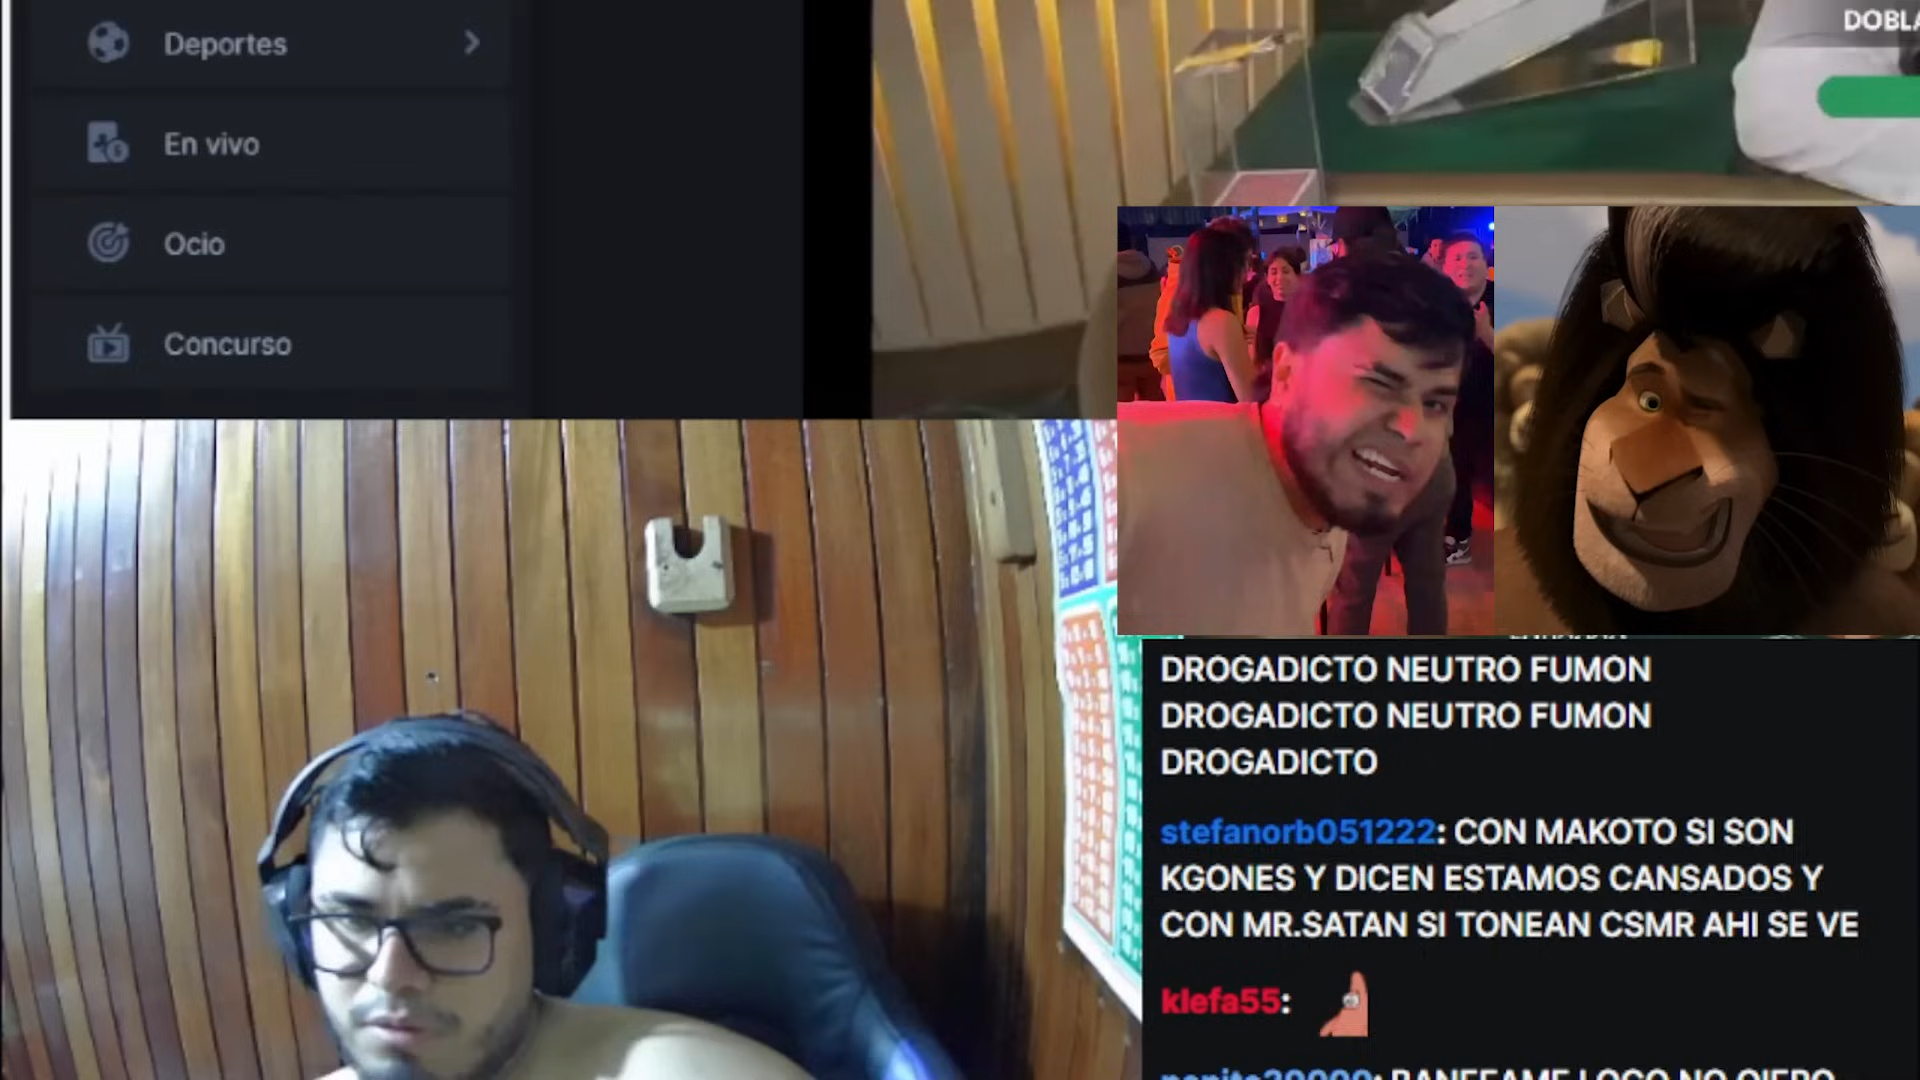 Deportes
En vivo
Ocio
Concurso
DROGADICTO NEUTRO FUMON
DROGADICTO NEUTRO FUMON
DROGADICTO
stefanorb051222: CON MAKOTO SI SON
KGONES Y DICEN ESTAMOS CANSADOS Y
CON MR.SATAN SI TONEAN CSMR AHI SE VE
klefa55: